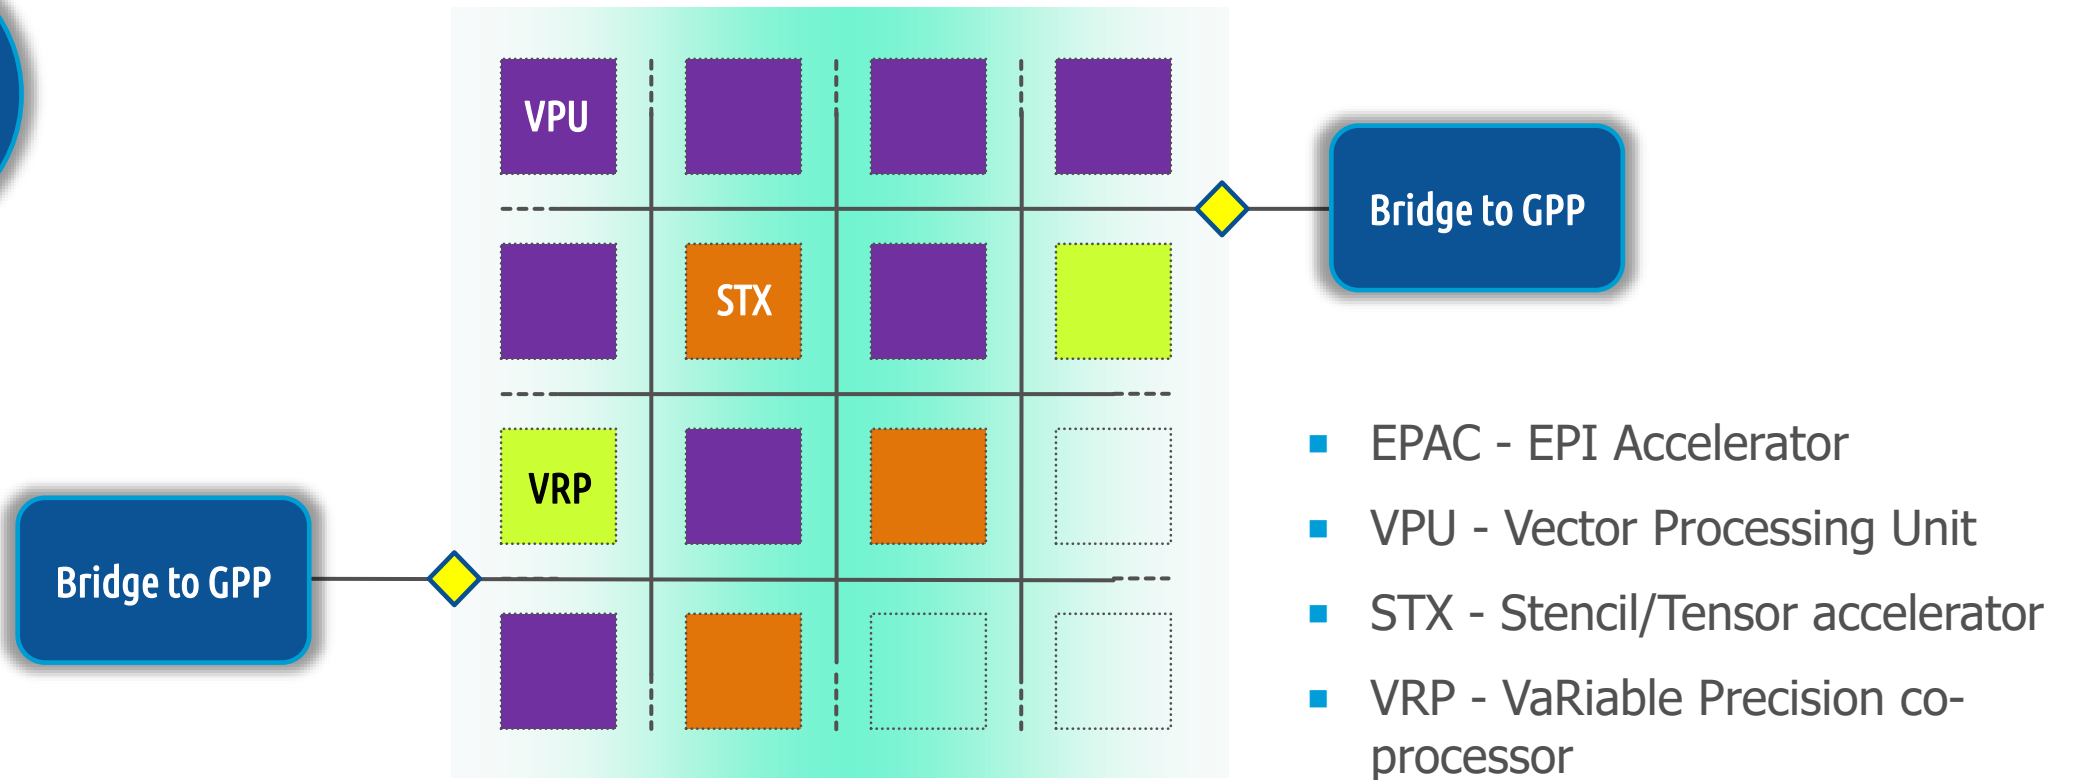 VPU
Bridge to GPP
STX
VRP
Bridge to GPP
EPAC - EPI Accelerator
VPU - Vector Processing Unit
STX - Stencil/Tensor accelerator
VRP - VaRiable Precision co-
processor